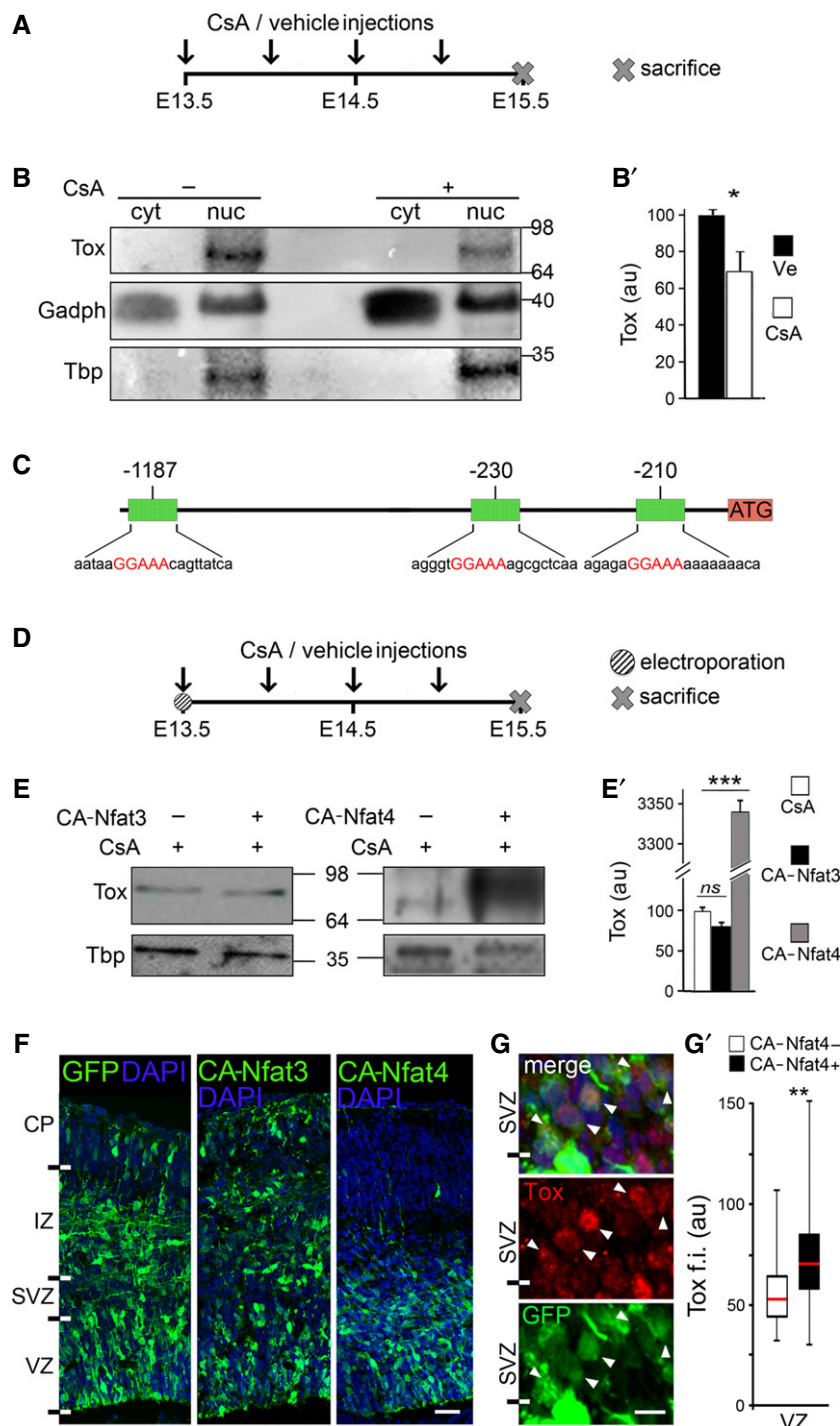 A
CsA / vehicle injections
E13.5
E14.5
E15.5
sacrifice
B
CsA
−
+
cyt
nuc
cyt
nuc
Tox
98
64
Gadph
40
Tbp
35
B'
*
100
80
60
40
20
0
Tox (au)
Ve
CsA
C
-1187
-230
-210
ATG
aataaGGAAAcagttatca
agggtGGAAAagcgctcaa
agagaGGAAAaaaaaaaca
D
CsA / vehicle injections
E13.5
E14.5
E15.5
electroporation
sacrifice
E
CA-Nfat3
−
+
CA-Nfat4
−
+
CsA
+
+
CsA
+
+
Tox
98
64
Tbp
35
E'
***
3350
3300
ns
100
50
0
Tox (au)
CsA
CA-Nfat3
CA-Nfat4
F
GFP DAPI
CA-Nfat3
DAPI
CA-Nfat4
DAPI
CP
IZ
SVZ
VZ
G
merge
SVZ
Tox
SVZ
GFP
SVZ
G'
CA-Nfat4−
CA-Nfat4+
**
150
100
50
0
Tox f.i. (au)
VZ